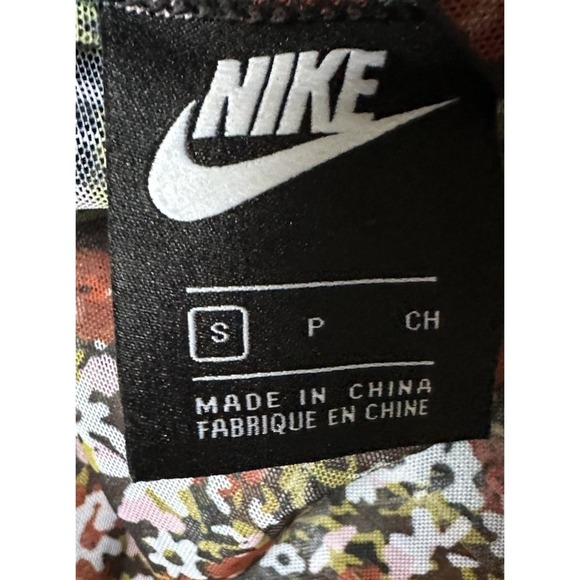 NIKE
S P CH
MADE IN CHINA
FABRIQUE EN CHINE